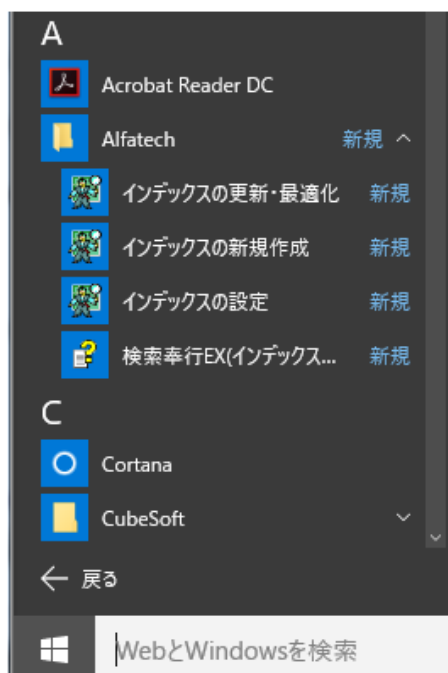 A
Acrobat Reader DC
Alfatech 新規
インデックスの更新・最適化 新規
インデックスの新規作成 新規
インデックスの設定 新規
検索奉行EX(インデックス... 新規
C
Cortana
CubeSoft
戻る
WebとWindowsを検索